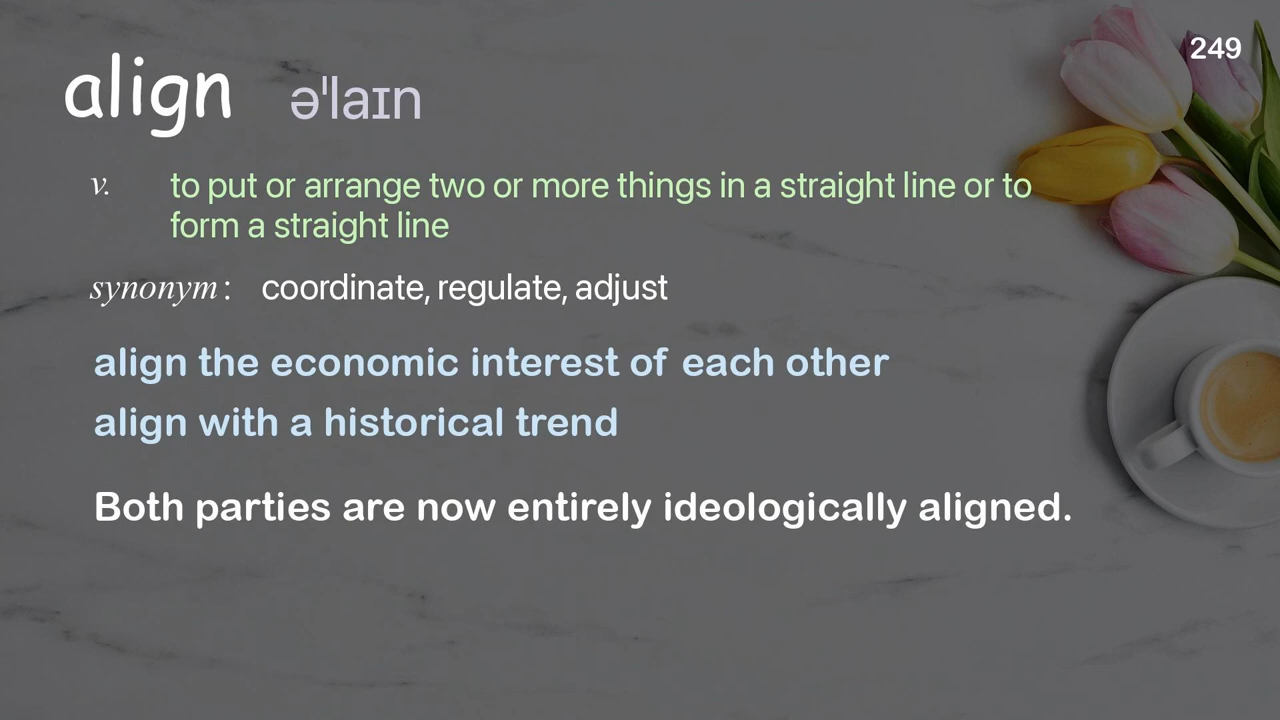 249
align əˈlaɪn
v. to put or arrange two or more things in a straight line or to
form a straight line
synonym: coordinate, regulate, adjust
align the economic interest of each other
align with a historical trend
Both parties are now entirely ideologically aligned.